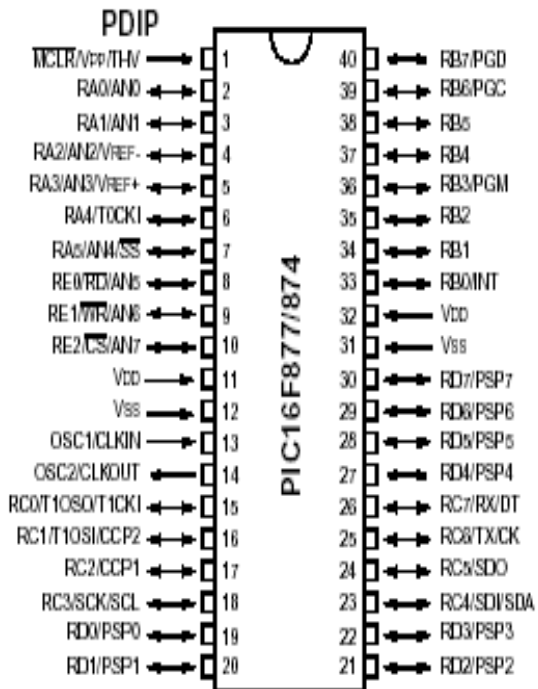 PDIP
MCLR/VPP/THV 1 40 RB7/PGD
RA0/AN0 2 39 RB6/PGC
RA1/AN1 3 38 RB5
RA2/AN2/VREF- 4 37 RB4
RA3/AN3/VREF+ 5 36 RB3/PGM
RA4/T0CKI 6 35 RB2
RA5/AN4/SS 7 34 RB1
RE0/RD/AN5 8 33 RB0/INT
RE1/WR/AN6 9 32 VDD
RE2/CS/AN7 10 31 VSS
VDD 11 30 RD7/PSP7
VSS 12 29 RD6/PSP6
OSC1/CLKIN 13 28 RD5/PSP5
OSC2/CLKOUT 14 27 RD4/PSP4
RC0/T1OSO/T1CKI 15 26 RC7/RX/DT
RC1/T1OSI/CCP2 16 25 RC6/TX/CK
RC2/CCP1 17 24 RC5/SDO
RC3/SCK/SCL 18 23 RC4/SDI/SDA
RD0/PSP0 19 22 RD3/PSP3
RD1/PSP1 20 21 RD2/PSP2
PIC16F877/874